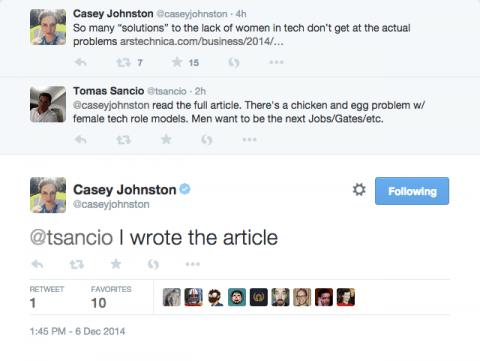 Casey Johnston @caseyjohnston · 4h
So many “solutions” to the lack of women in tech don’t get at the actual
problems arstechnica.com/business/2014/…
7 15
Tomas Sancio @tsancio · 2h
@caseyjohnston read the full article. There's a chicken and egg problem w/
female tech role models. Men want to be the next Jobs/Gates/etc.
Casey Johnston
@caseyjohnston
Following
@tsancio I wrote the article
RETWEET FAVORITES
1 10
1:45 PM - 6 Dec 2014